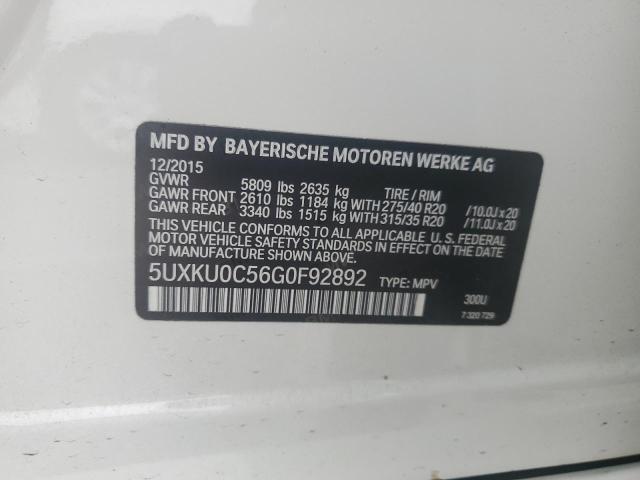 MFD BY BAYERISCHE MOTOREN WERKE AG
12/2015
GVWR 5809 lbs 2635 kg TIRE / RIM
GAWR FRONT 2610 lbs 1184 kg WITH 275/40 R20 /10.0J x 20
GAWR REAR 3340 lbs 1515 kg WITH 315/35 R20 /11.0J x 20
THIS VEHICLE CONFORMS TO ALL APPLICABLE U.S. FEDERAL
MOTOR VEHICLE SAFETY STANDARDS IN EFFECT ON THE DATE
OF MANUFACTURE SHOWN ABOVE.
5UXKU0C56G0F92892 TYPE: MPV
300U
7 320 729